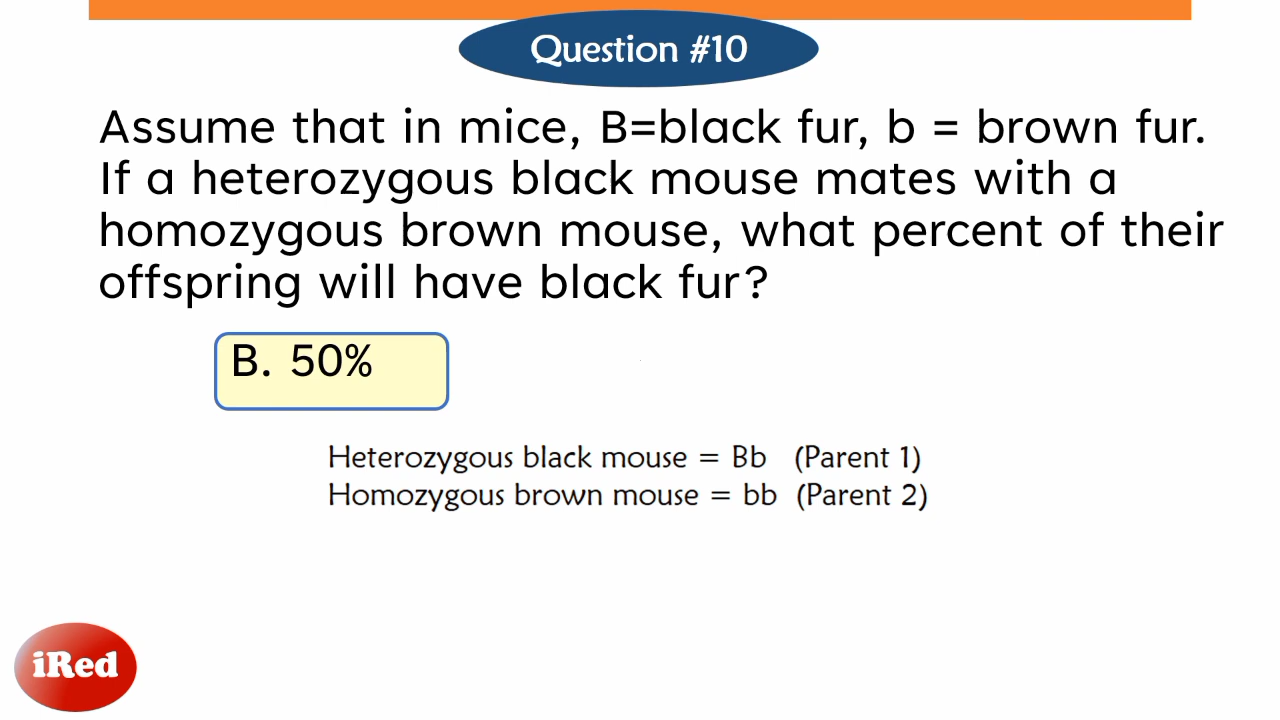 Question #10
Assume that in mice, B=black fur, b = brown fur.
If a heterozygous black mouse mates with a
homozygous brown mouse, what percent of their
offspring will have black fur?
B. 50%
Heterozygous black mouse = Bb (Parent 1)
Homozygous brown mouse = bb (Parent 2)
iRed